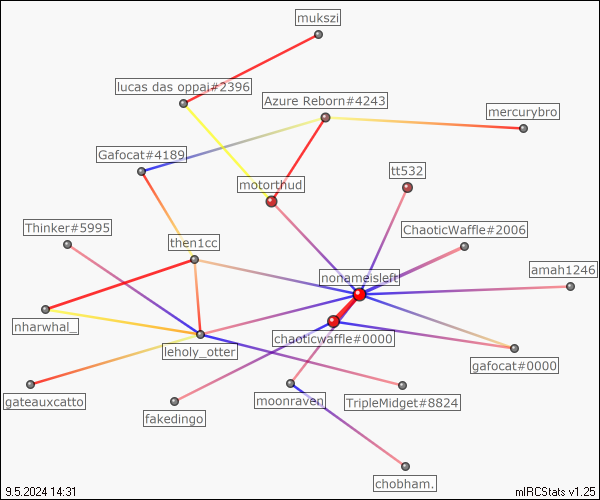 mukszi
lucas das oppai#2396
Azure Reborn#4243
mercurybro
Gafocat#4189
tt532
motorthud
Thinker#5995
ChaoticWaffle#2006
then1cc
amah1246
nonameisleft
nharwhal_
chaoticwaffle#0000
leholy_otter
gafocat#0000
gateauxcatto
moonraven
TripleMidget#8824
fakedingo
chobham.
9.5.2024 14:31
mIRCStats v1.25